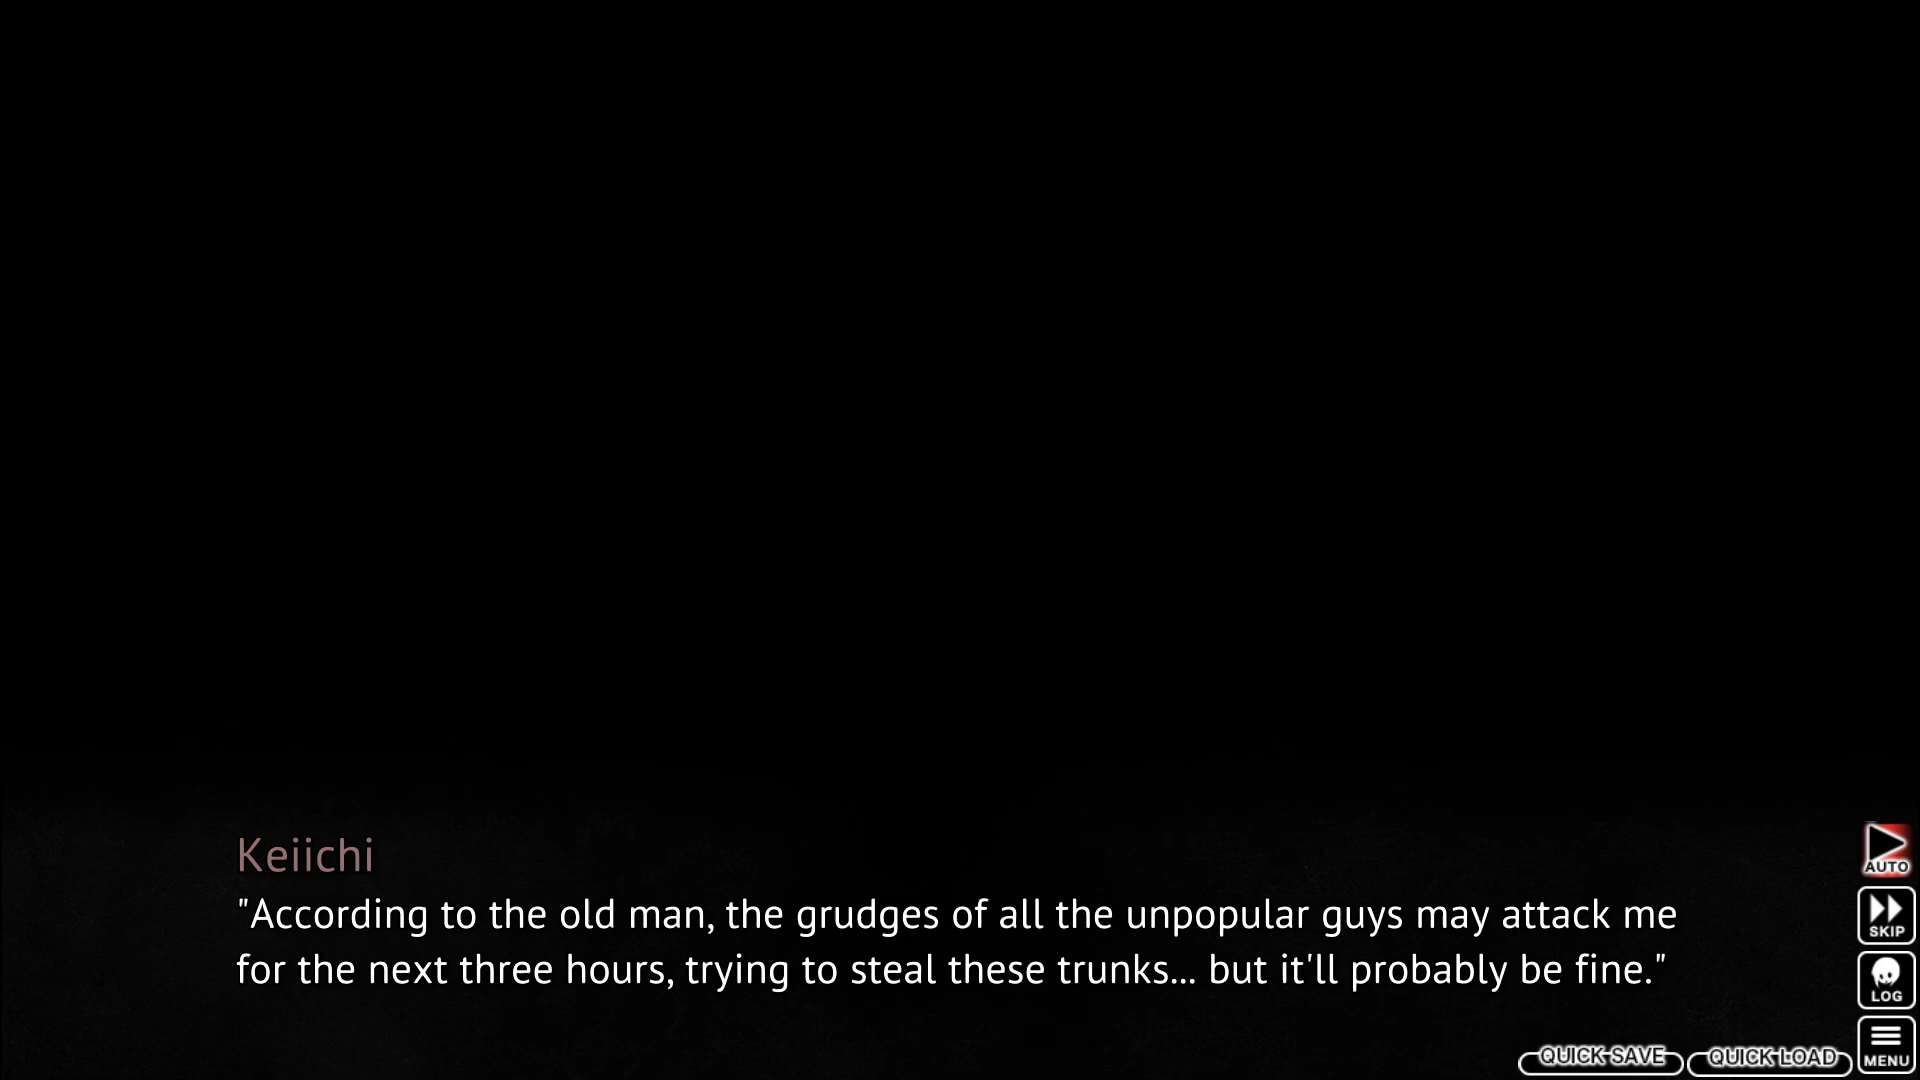 Keiichi
"According to the old man, the grudges of all the unpopular guys may attack me
for the next three hours, trying to steal these trunks... but it'll probably be fine."
AUTO
SKIP
LOG
MENU
QUICK SAVE
QUICK LOAD